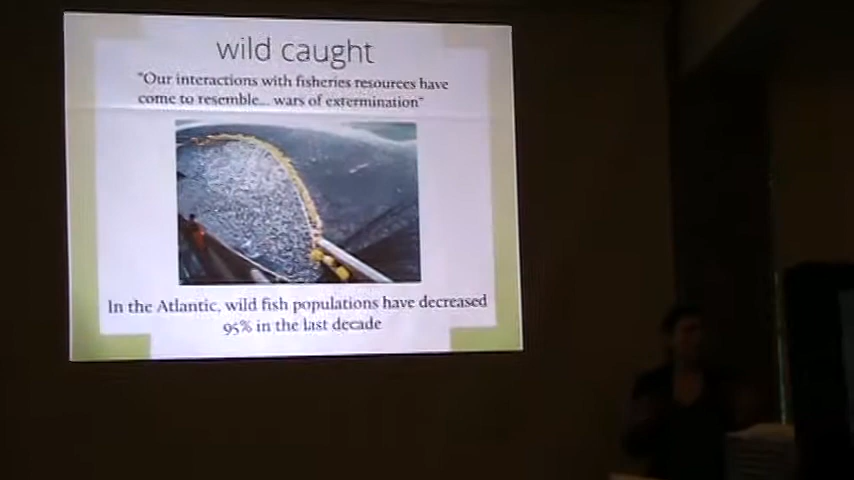 wild caught
"Our interactions with fisheries resources have
come to resemble... wars of extermination"
In the Atlantic, wild fish populations have decreased
95% in the last decade